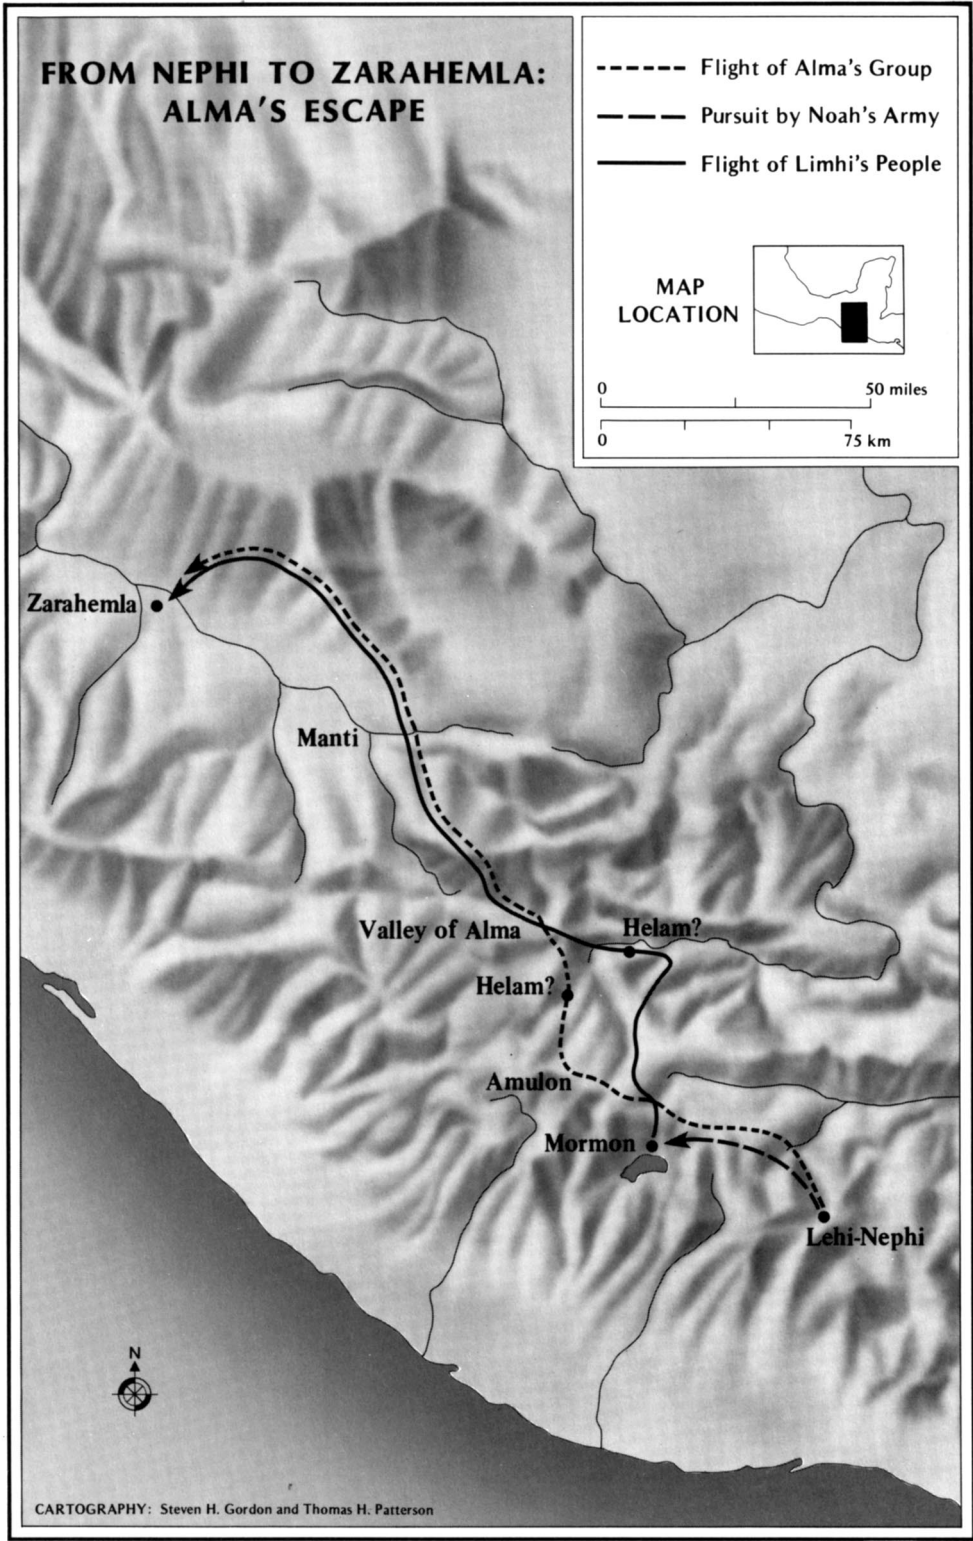 FROM NEPHI TO ZARAHEMLA:
ALMA'S ESCAPE
Flight of Alma's Group
Pursuit by Noah's Army
Flight of Limhi's People
MAP
LOCATION
0
50 miles
0
75 km
Zarahemla
Manti
Valley of Alma
Helam?
Helam?
Amulon
Mormon
Lehi-Nephi
N
CARTOGRAPHY: Steven H. Gordon and Thomas H. Patterson